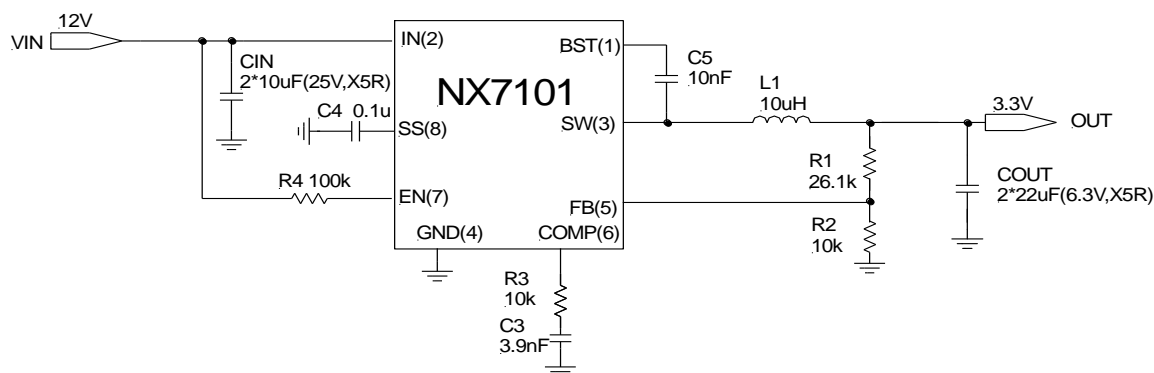 12V
VIN
IN(2)
BST(1)
CIN
2*10uF(25V,X5R)
C5
10nF
NX7101
L1
10uH
C4 0.1u
SS(8)
SW(3)
3.3V
OUT
R1
26.1k
COUT
2*22uF(6.3V,X5R)
R4 100k
EN(7)
FB(5)
GND(4)
COMP(6)
R2
10k
R3
10k
C3
3.9nF